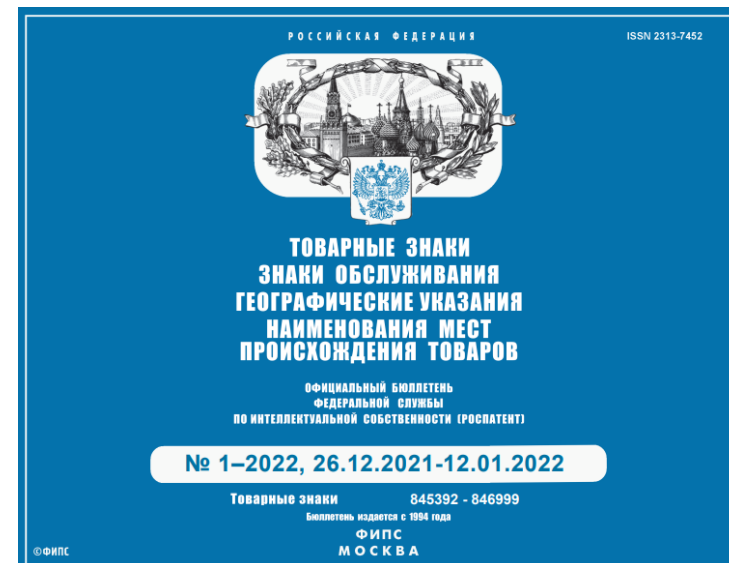 РОССИЙСКАЯ ФЕДЕРАЦИЯ
ISSN 2313-7452
ТОВАРНЫЕ ЗНАКИ
ЗНАКИ ОБСЛУЖИВАНИЯ
ГЕОГРАФИЧЕСКИЕ УКАЗАНИЯ
НАИМЕНОВАНИЯ МЕСТ
ПРОИСХОЖДЕНИЯ ТОВАРОВ
ОФИЦИАЛЬНЫЙ БЮЛЛЕТЕНЬ
ФЕДЕРАЛЬНОЙ СЛУЖБЫ
ПО ИНТЕЛЛЕКТУАЛЬНОЙ СОБСТВЕННОСТИ (РОСПАТЕНТ)
№ 1–2022, 26.12.2021-12.01.2022
Товарные знаки 845392 - 846999
Бюллетень издается с 1994 года
ФИПС
МОСКВА
©ФИПС